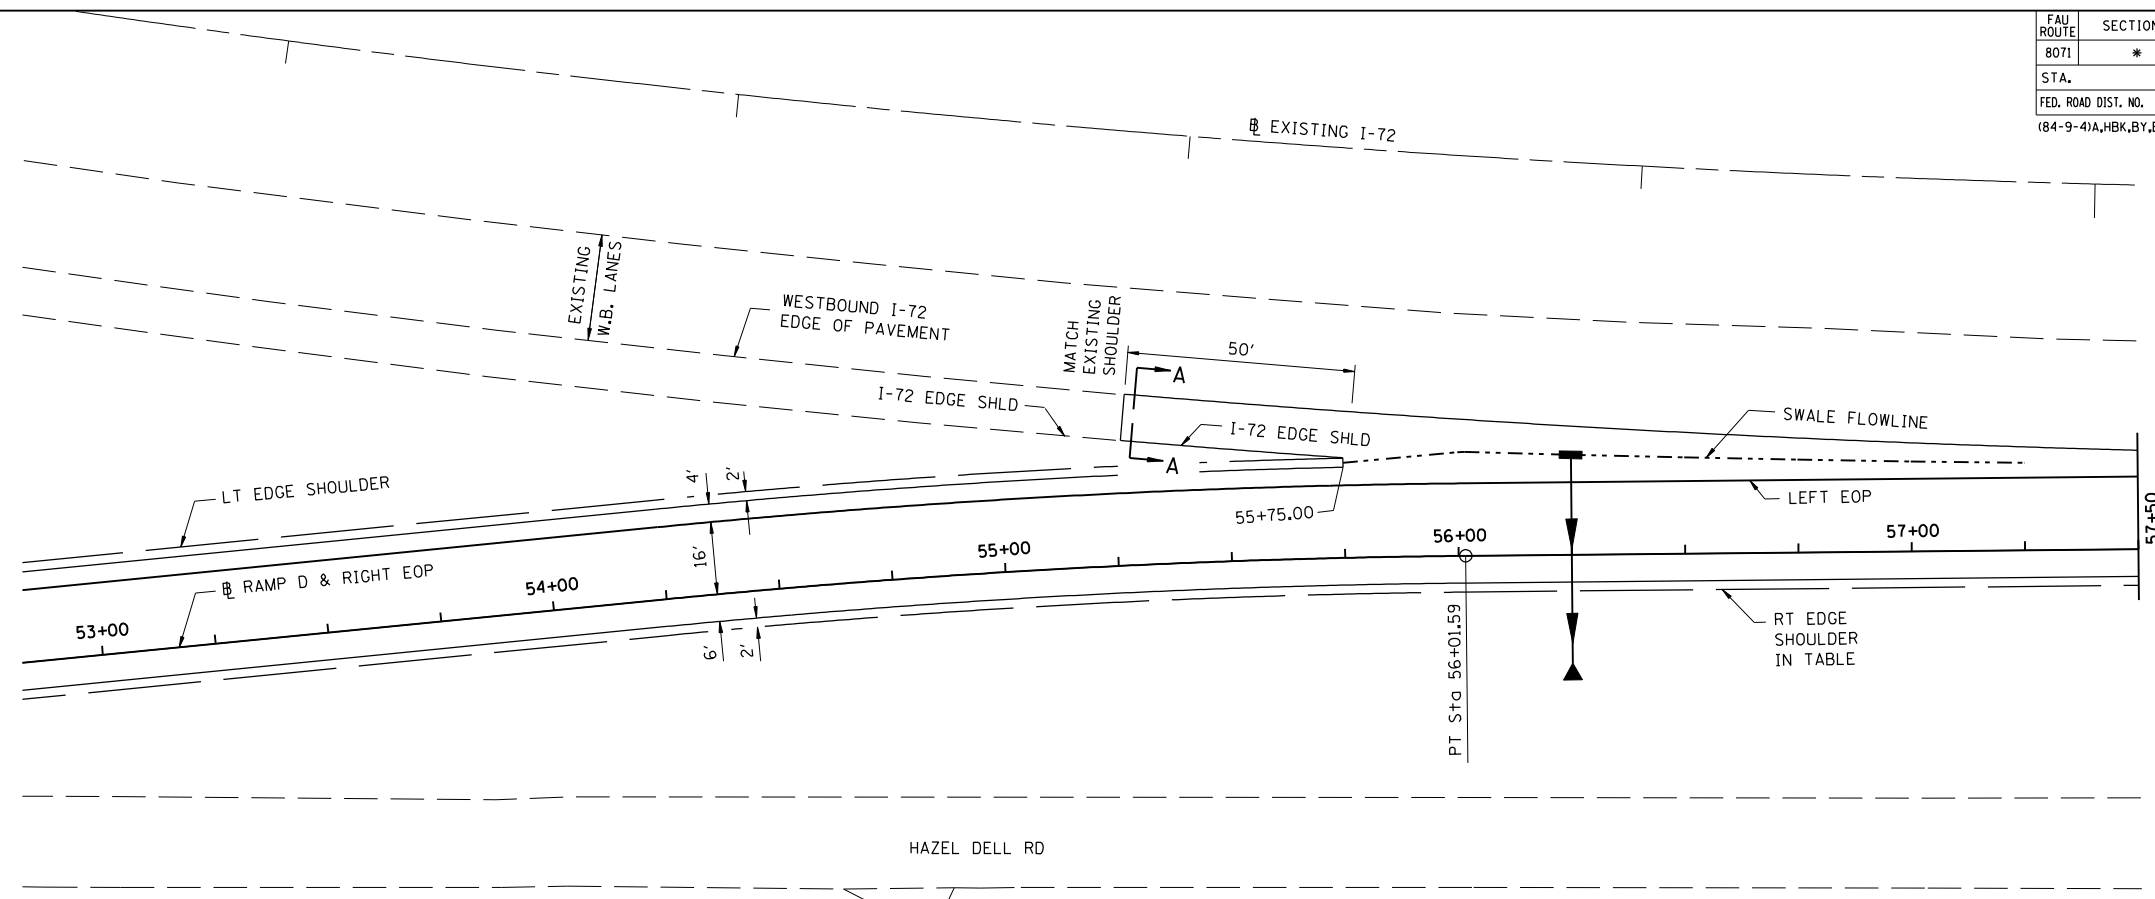 FAU
ROUTE
8071
*
STA.
FED. ROAD DIST. NO.
(84-9-4)A,HBK,BY,
℄ EXISTING I-72
EXISTING
W.B. LANES
WESTBOUND I-72
EDGE OF PAVEMENT
MATCH
EXISTING
SHOULDER
50'
A
I-72 EDGE SHLD
I-72 EDGE SHLD
A
SWALE FLOWLINE
LT EDGE SHOULDER
4'
2'
LEFT EOP
55+75.00
57+50
16'
53+00
54+00
55+00
56+00
57+00
RAMP D & RIGHT EOP
6'
2'
PT Sta 56+01.59
RT EDGE
SHOULDER
IN TABLE
HAZEL DELL RD